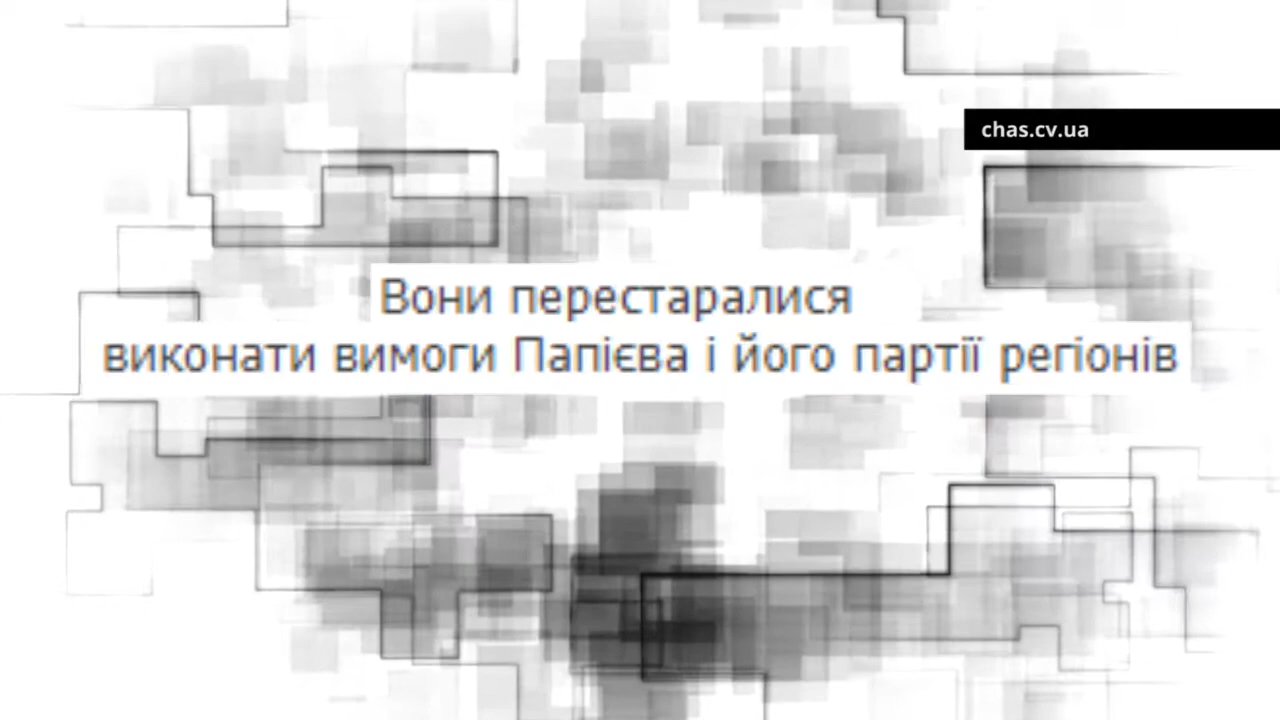 chas.cv.ua
Вони перестаралися
виконати вимоги Папієва і його партії регіонів